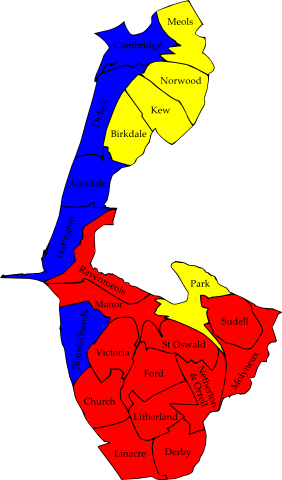 Meols
Cambridge
Norwood
Duke's
Kew
Birkdale
Ainsdale
Harington
Ravenmeols
Park
Manor
Sudell
Blundellsands
Victoria
St Oswald
Ford
Netherton
& Orrell
Molyneux
Church
Litherland
Linacre
Derby